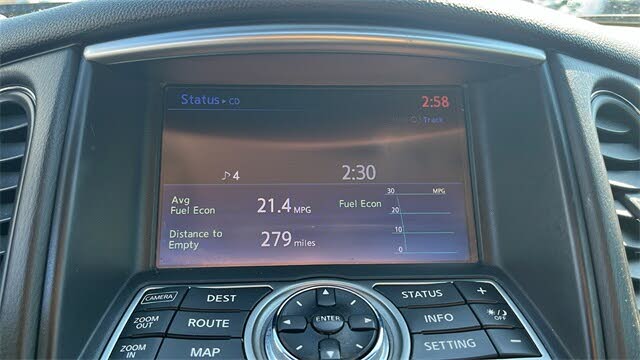 Status ▸ CD 2:58
Track
♪4 2:30
Avg
Fuel Econ 21.4 MPG
Distance to
Empty 279 miles
Fuel Econ
30 MPG
20
10
0
CAMERA
DEST
ZOOM
OUT
ROUTE
ZOOM
IN
MAP
ENTER
STATUS
+
INFO
OFF
SETTING
−